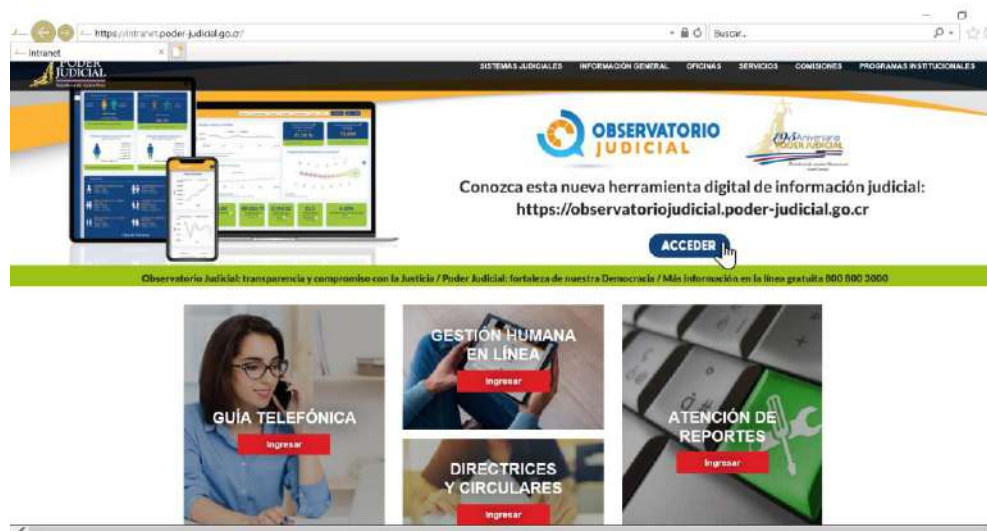 https://intranet.poder-judicial.go.cr/
Buscar...
Intranet
PODER
JUDICIAL
SISTEMAS JUDICIALES INFORMACIÓN GENERAL OFICINAS SERVICIOS COMISIONES PROGRAMAS INSTITUCIONALES
OBSERVATORIO
JUDICIAL
195 Aniversario
PODER JUDICIAL
Conozca esta nueva herramienta digital de información judicial:
https://observatoriojudicial.poder-judicial.go.cr
ACCEDER
Observatorio Judicial: transparencia y compromiso con la Justicia / Poder Judicial: fortaleza de nuestra Democracia / Más información en la línea gratuita 800 800 3000
GUÍA TELEFÓNICA
Ingresar
GESTIÓN HUMANA
EN LÍNEA
Ingresar
DIRECTRICES
Y CIRCULARES
Ingresar
ATENCIÓN DE
REPORTES
Ingresar